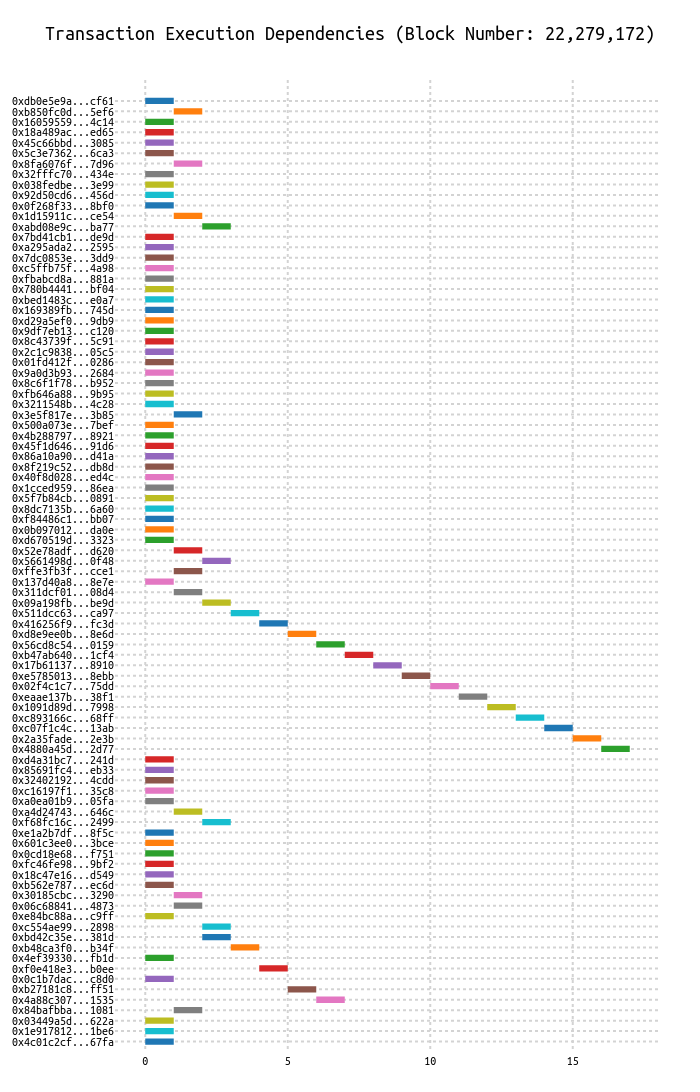 Transaction Execution Dependencies (Block Number: 22,279,172)
0xdb0e5e9a...cf61
0xb850fc0d...5ef6
0x16059559...4c14
0x18a489ac...ed65
0x45c66bbd...3085
0x5c3e7362...6ca3
0x8fa6076f...7d96
0x32fffc70...434e
0x038fedbe...3e99
0x92d50cd6...456d
0x0f268f33...8bf0
0x1d15911c...ce54
0xabd08e9c...ba77
0x7bd41cb1...de9d
0xa295ada2...2595
0x7dc0853e...3dd9
0xc5ffb75f...4a98
0xfbabcd8a...881a
0x780b4441...bf04
0xbed1483c...e0a7
0x169389fb...745d
0xd29a5ef0...9db9
0x9df7eb13...c120
0x8c43739f...5c91
0x2c1c9838...05c5
0x01fd412f...0286
0x9a0d3b93...2684
0x8c6f1f78...b952
0xfb646a88...9b95
0x3211548b...4c28
0x3e5f817e...3b85
0x500a073e...7bef
0x4b288797...8921
0x45f1d646...91d6
0x86a10a90...d41a
0x8f219c52...db8d
0x40f8d028...ed4c
0x1cced959...86ea
0x5f7b84cb...0891
0x8dc7135b...6a60
0xf84486c1...bb07
0x0b097012...da0e
0xd670519d...3323
0x52e78adf...d620
0x5661498d...0f48
0xffe3fb3f...cce1
0x137d40a8...8e7e
0x311dcf01...08d4
0x09a198fb...be9d
0x511dcc63...ca97
0x416256f9...fc3d
0xd8e9ee0b...8e6d
0x56cd8c54...0159
0xb47ab640...1cf4
0x17b61137...8910
0xe5785013...8ebb
0x02f4c1c7...75dd
0xeaae137b...38f1
0x1091d89d...7998
0xc893166c...68ff
0xc07f1c4c...13ab
0x2a35fade...2e3b
0x4880a45d...2d77
0xd4a31bc7...241d
0x85691fc4...eb33
0x32402192...4cdd
0xc16197f1...35c8
0xa0ea01b9...05fa
0xa4d24743...646c
0xf68fc16c...2499
0xe1a2b7df...8f5c
0x601c3ee0...3bce
0x0cd18e68...f751
0xfc46fe98...9bf2
0x18c47e16...d549
0xb562e787...ec6d
0x30185cbc...3290
0x06c68841...4873
0xe84bc88a...c9ff
0xc554ae99...2898
0xbd42c35e...381d
0xb48ca3f0...b34f
0x4ef39330...fb1d
0xf0e418e3...b0ee
0x0c1b7dac...c8d0
0xb27181c8...ff51
0x4a88c307...1535
0x84bafbba...1081
0x03449a5d...622a
0x1e917812...1be6
0x4c01c2cf...67fa
0 5 10 15